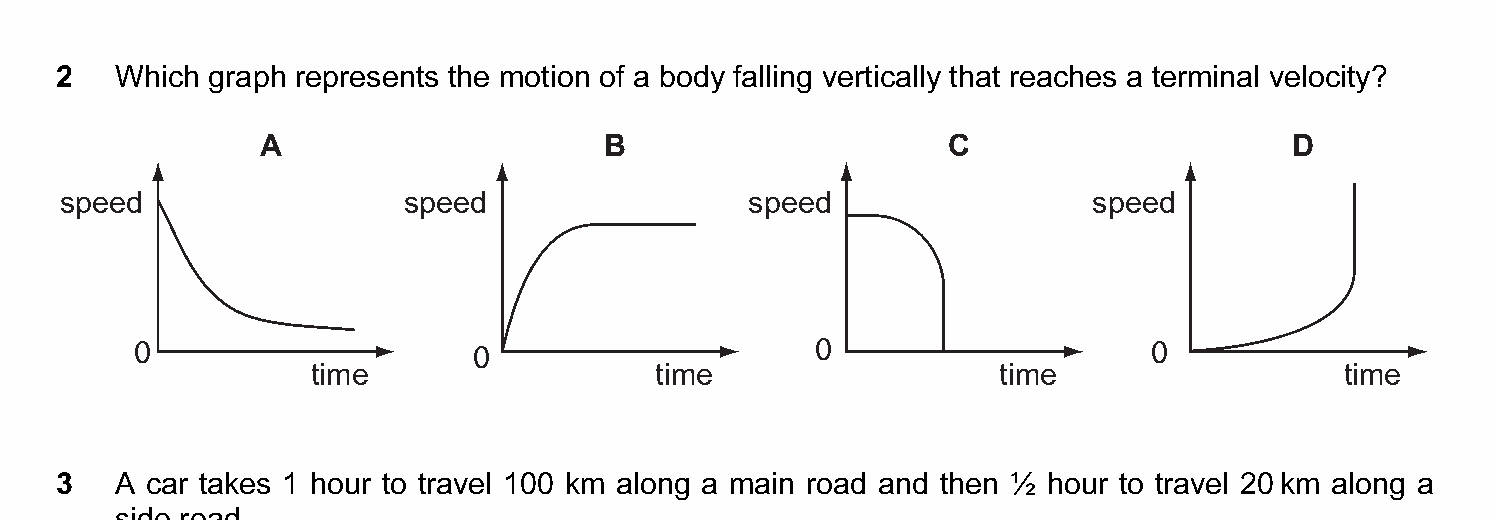 2 Which graph represents the motion of a body falling vertically that reaches a terminal velocity?
A B C D
speed speed speed speed
0 0 0 0
time time time time
3 A car takes 1 hour to travel 100 km along a main road and then ½ hour to travel 20 km along a
side road.